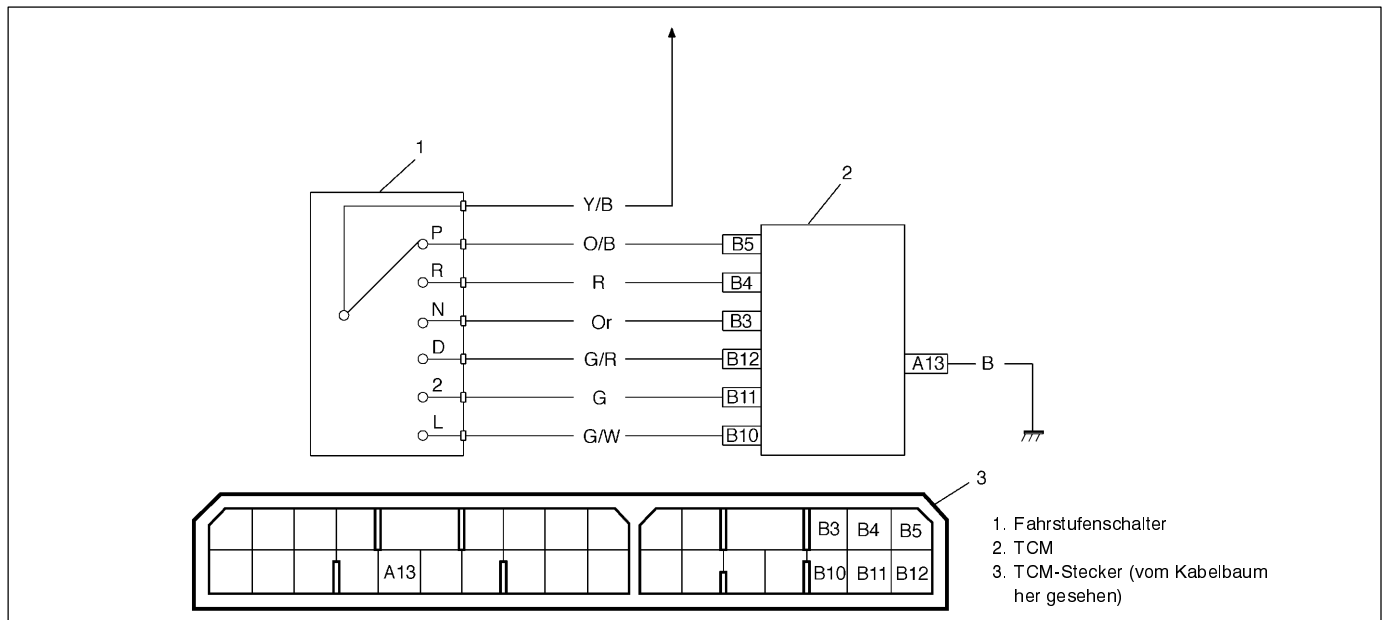 1
2
Y/B
P
O/B
B5
R
R
B4
N
Or
B3
D
G/R
B12
A13
B
2
G
B11
L
G/W
B10
3
B3
B4
B5
A13
B10
B11
B12
1. Fahrstufenschalter
2. TCM
3. TCM-Stecker (vom Kabelbaum
her gesehen)